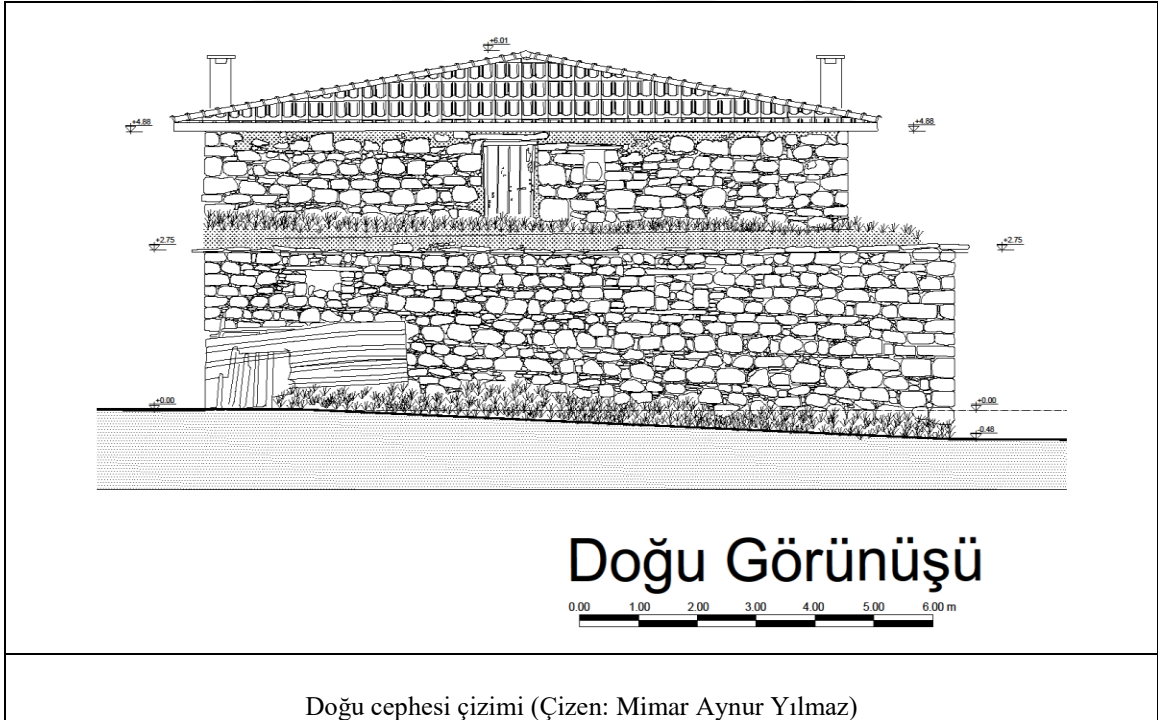 +6.01
+4.88
+4.88
+2.75
+2.75
+0.00
+0.00
-0.48
Doğu Görünüşü
0.00 1.00 2.00 3.00 4.00 5.00 6.00 m
Doğu cephesi çizimi (Çizen: Mimar Aynur Yılmaz)